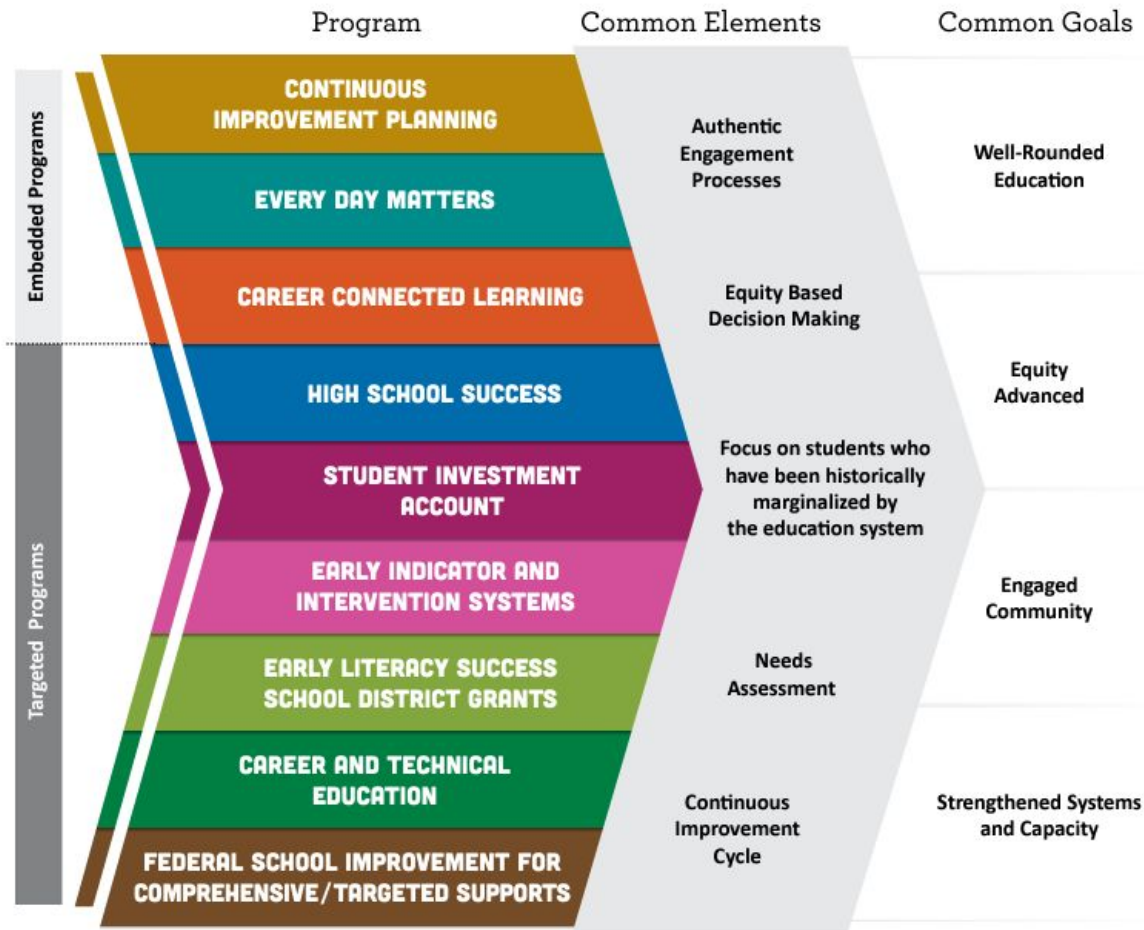 Program
Common Elements
Common Goals
Embedded Programs
Targeted Programs
CONTINUOUS
IMPROVEMENT PLANNING
EVERY DAY MATTERS
CAREER CONNECTED LEARNING
HIGH SCHOOL SUCCESS
STUDENT INVESTMENT
ACCOUNT
EARLY INDICATOR AND
INTERVENTION SYSTEMS
EARLY LITERACY SUCCESS
SCHOOL DISTRICT GRANTS
CAREER AND TECHNICAL
EDUCATION
FEDERAL SCHOOL IMPROVEMENT FOR
COMPREHENSIVE/TARGETED SUPPORTS
Authentic
Engagement
Processes
Equity Based
Decision Making
Focus on students who
have been historically
marginalized by
the education system
Needs
Assessment
Continuous
Improvement
Cycle
Well-Rounded
Education
Equity
Advanced
Engaged
Community
Strengthened Systems
and Capacity